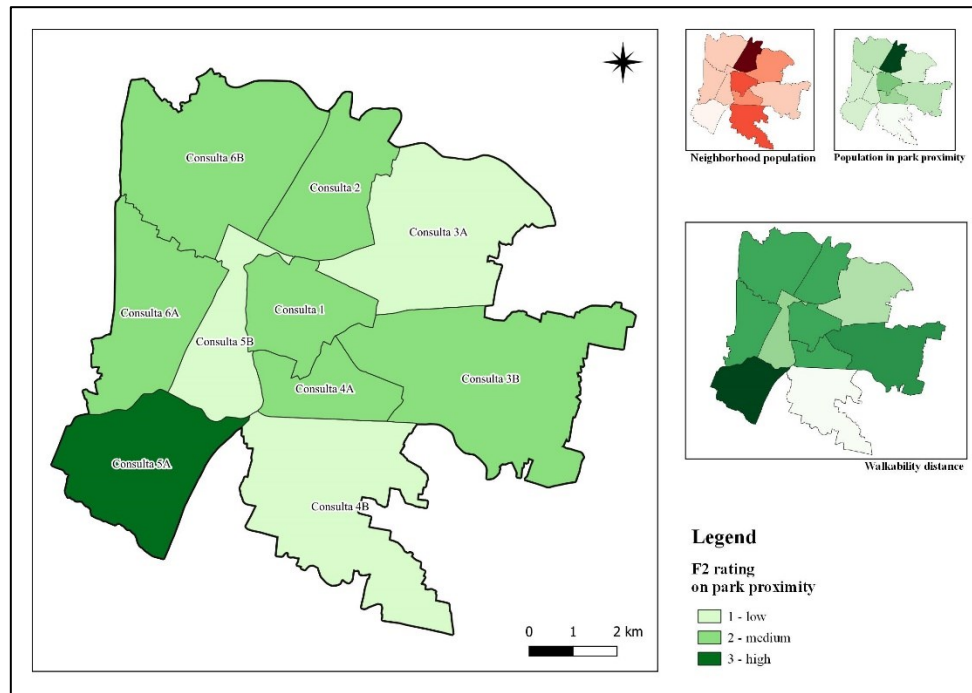 Consulta 6B
Consulta 2
Consulta 3A
Consulta 6A
Consulta 1
Consulta 5B
Consulta 3B
Consulta 4A
Consulta 5A
Consulta 4B
0 1 2 km
Neighborhood population
Population in park proximity
Walkability distance
Legend
F2 rating
on park proximity
1 - low
2 - medium
3 - high